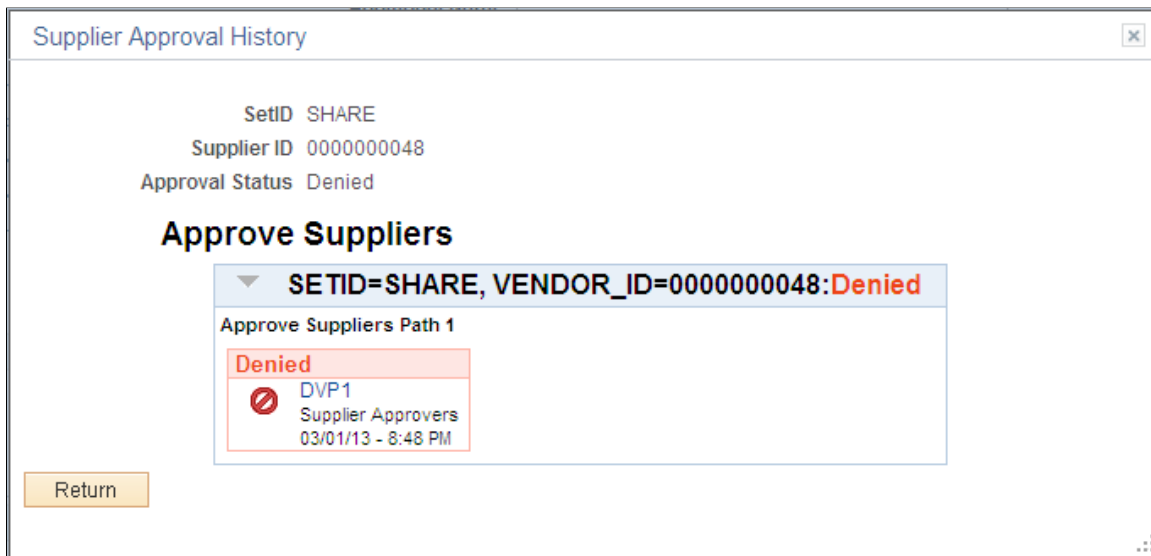 Supplier Approval History
SetID SHARE
Supplier ID 0000000048
Approval Status Denied
Approve Suppliers
SETID=SHARE, VENDOR_ID=0000000048:Denied
Approve Suppliers Path 1
Denied
DVP1
Supplier Approvers
03/01/13 - 8:48 PM
Return